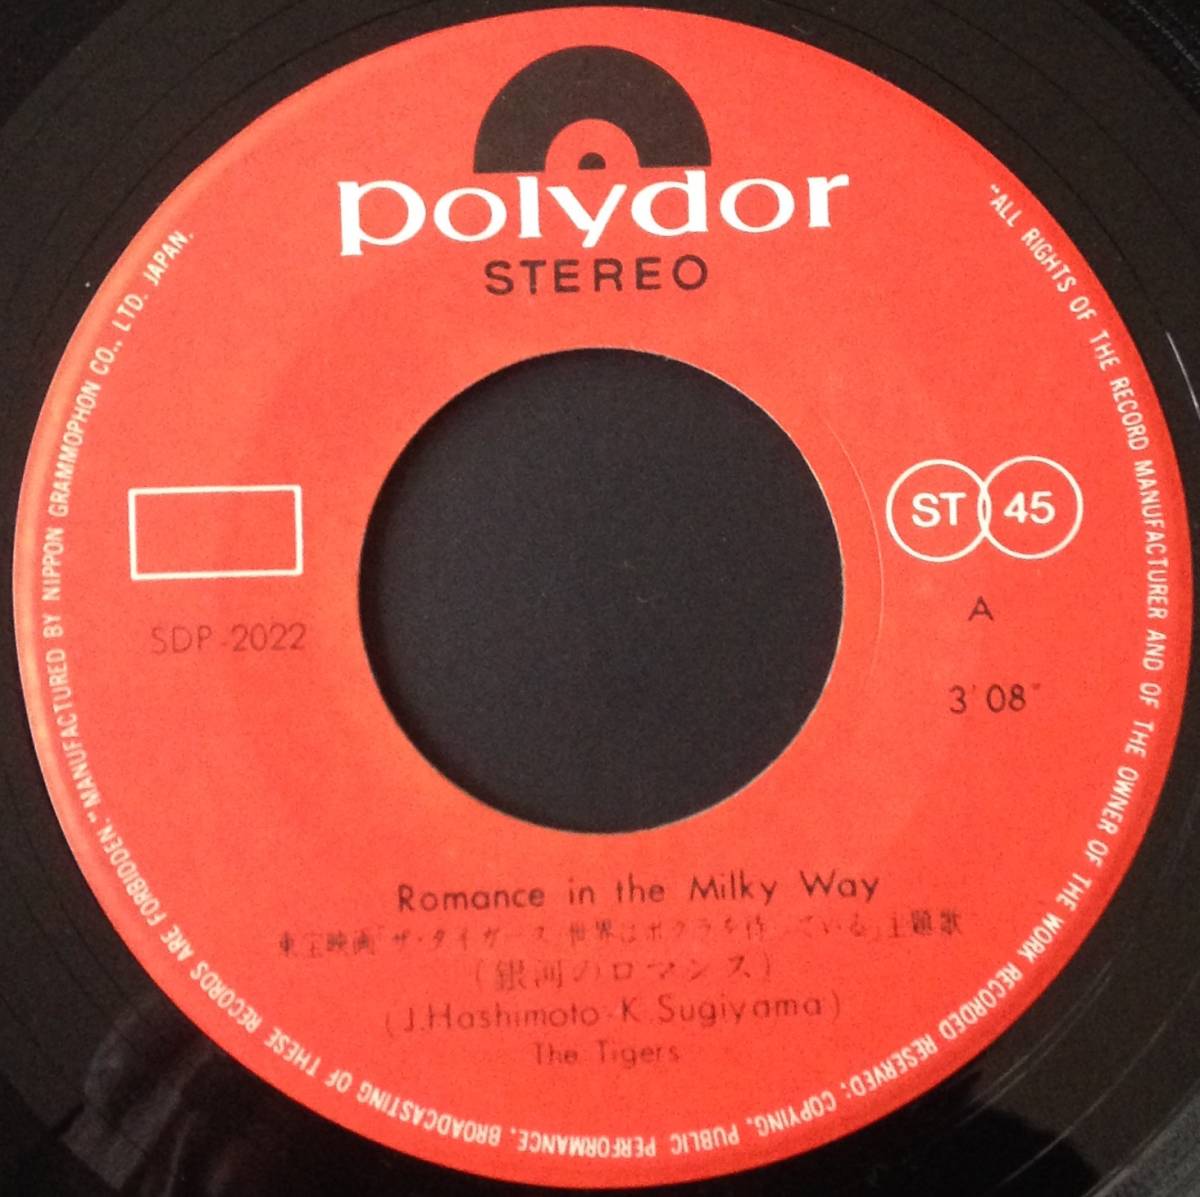 polydor
STEREO
ST 45
SDP-2022
A
3'08"
Romance in the Milky Way
東宝映画「ザ・タイガース 世界はボクラを待っている」主題歌
(銀河のロマンス)
(J.Hashimoto-K.Sugiyama)
The Tigers
"ALL RIGHTS OF THE RECORD MANUFACTURER AND OF THE OWNER OF THE WORK RECORDED RESERVED; COPYING, PUBLIC PERFORMANCE, BROADCASTING OF THESE RECORDS ARE FORBIDDEN." MANUFACTURED BY NIPPON GRAMMOPHON CO., LTD. JAPAN.